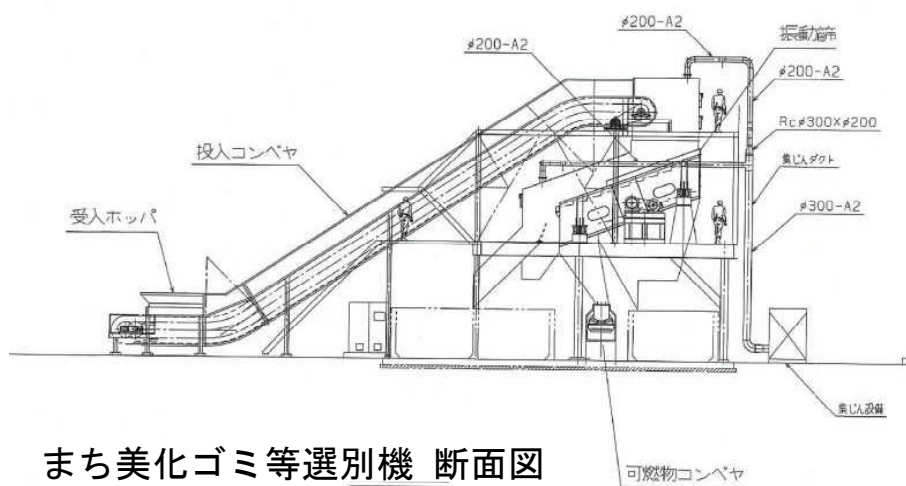 φ200-A2
振動篩
φ200-A2
φ200-A2
Rcφ300×φ200
投入コンベヤ
集じんダクト
受入ホッパ
φ300-A2
集じん設備
まち美化ゴミ等選別機 断面図
可燃物コンベヤ